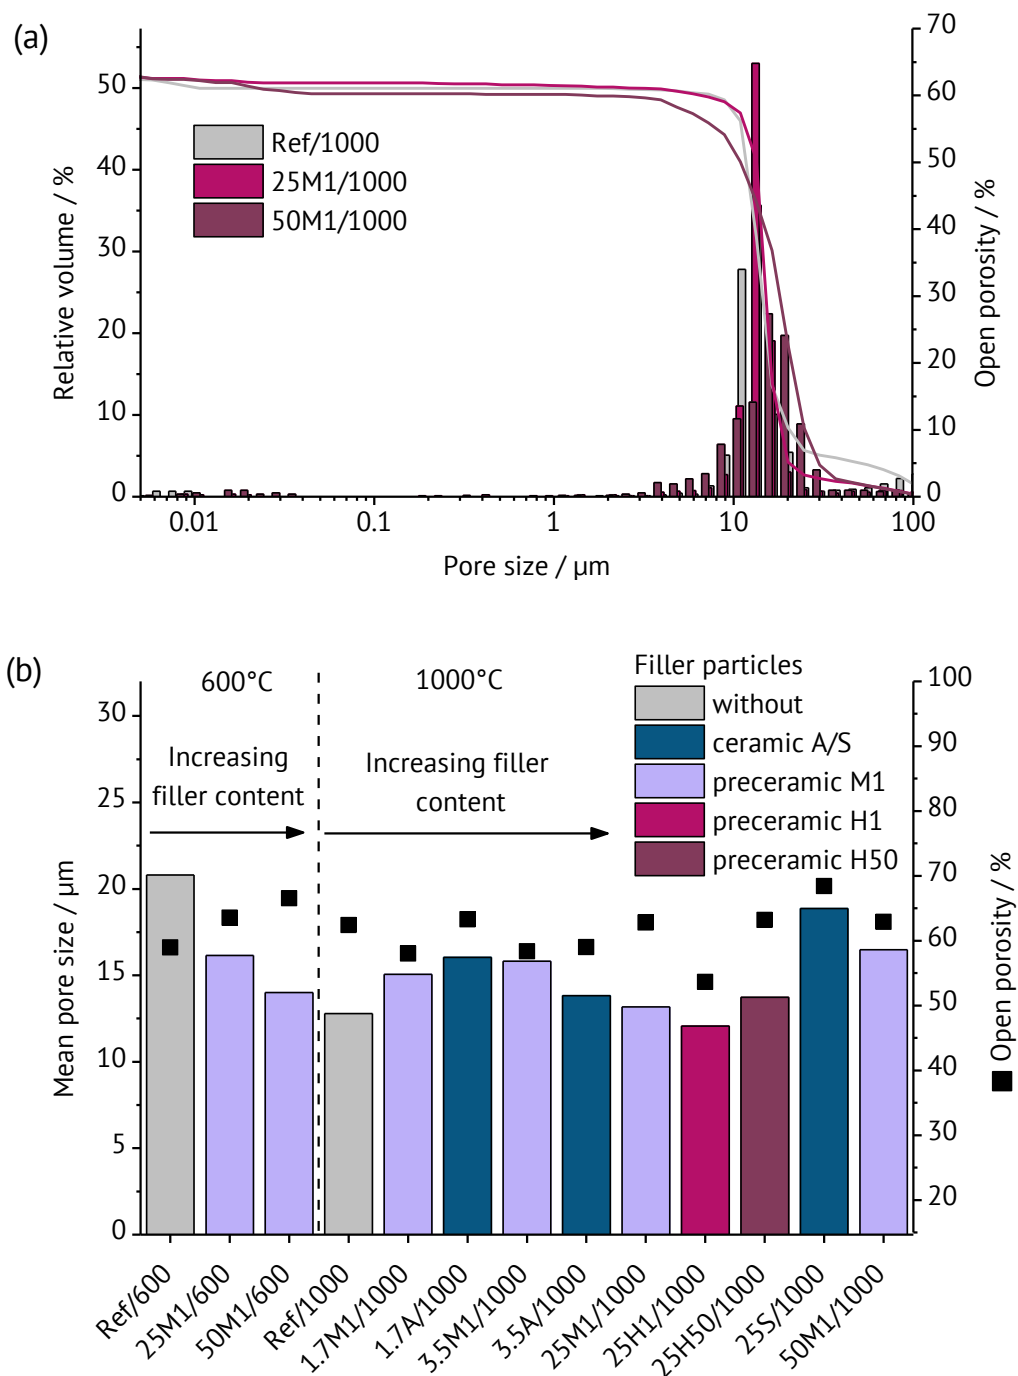 (a)
Relative volume / %
50
40
30
20
10
0
Ref/1000
25M1/1000
50M1/1000
70
60
50
40
30
20
10
0
Open porosity / %
0.01
0.1
1
10
100
Pore size / µm
(b)
Mean pore size / µm
30
25
20
15
10
5
0
600°C
1000°C
Increasing
filler content
Increasing filler
content
Filler particles
without
ceramic A/S
preceramic M1
preceramic H1
preceramic H50
100
90
80
70
60
50
40
30
20
Open porosity / %
Ref/600
25M1/600
50M1/600
Ref/1000
1.7M1/1000
1.7A/1000
3.5M1/1000
3.5A/1000
25M1/1000
25H1/1000
25H50/1000
25S/1000
50M1/1000